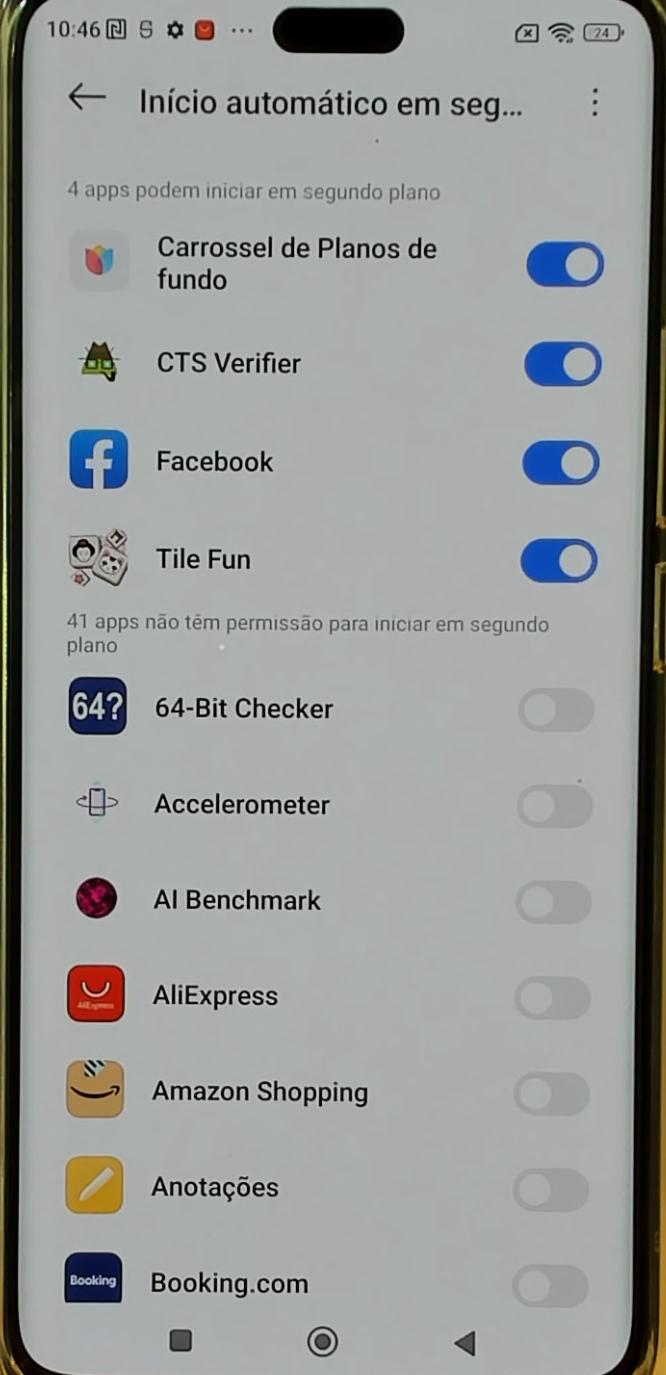 10:46
24
Início automático em seg...
4 apps podem iniciar em segundo plano
Carrossel de Planos de
fundo
CTS Verifier
Facebook
Tile Fun
41 apps não têm permissão para iniciar em segundo
plano
64?
64-Bit Checker
Accelerometer
AI Benchmark
AliExpress
AliExpress
Amazon Shopping
Anotações
Booking
Booking.com